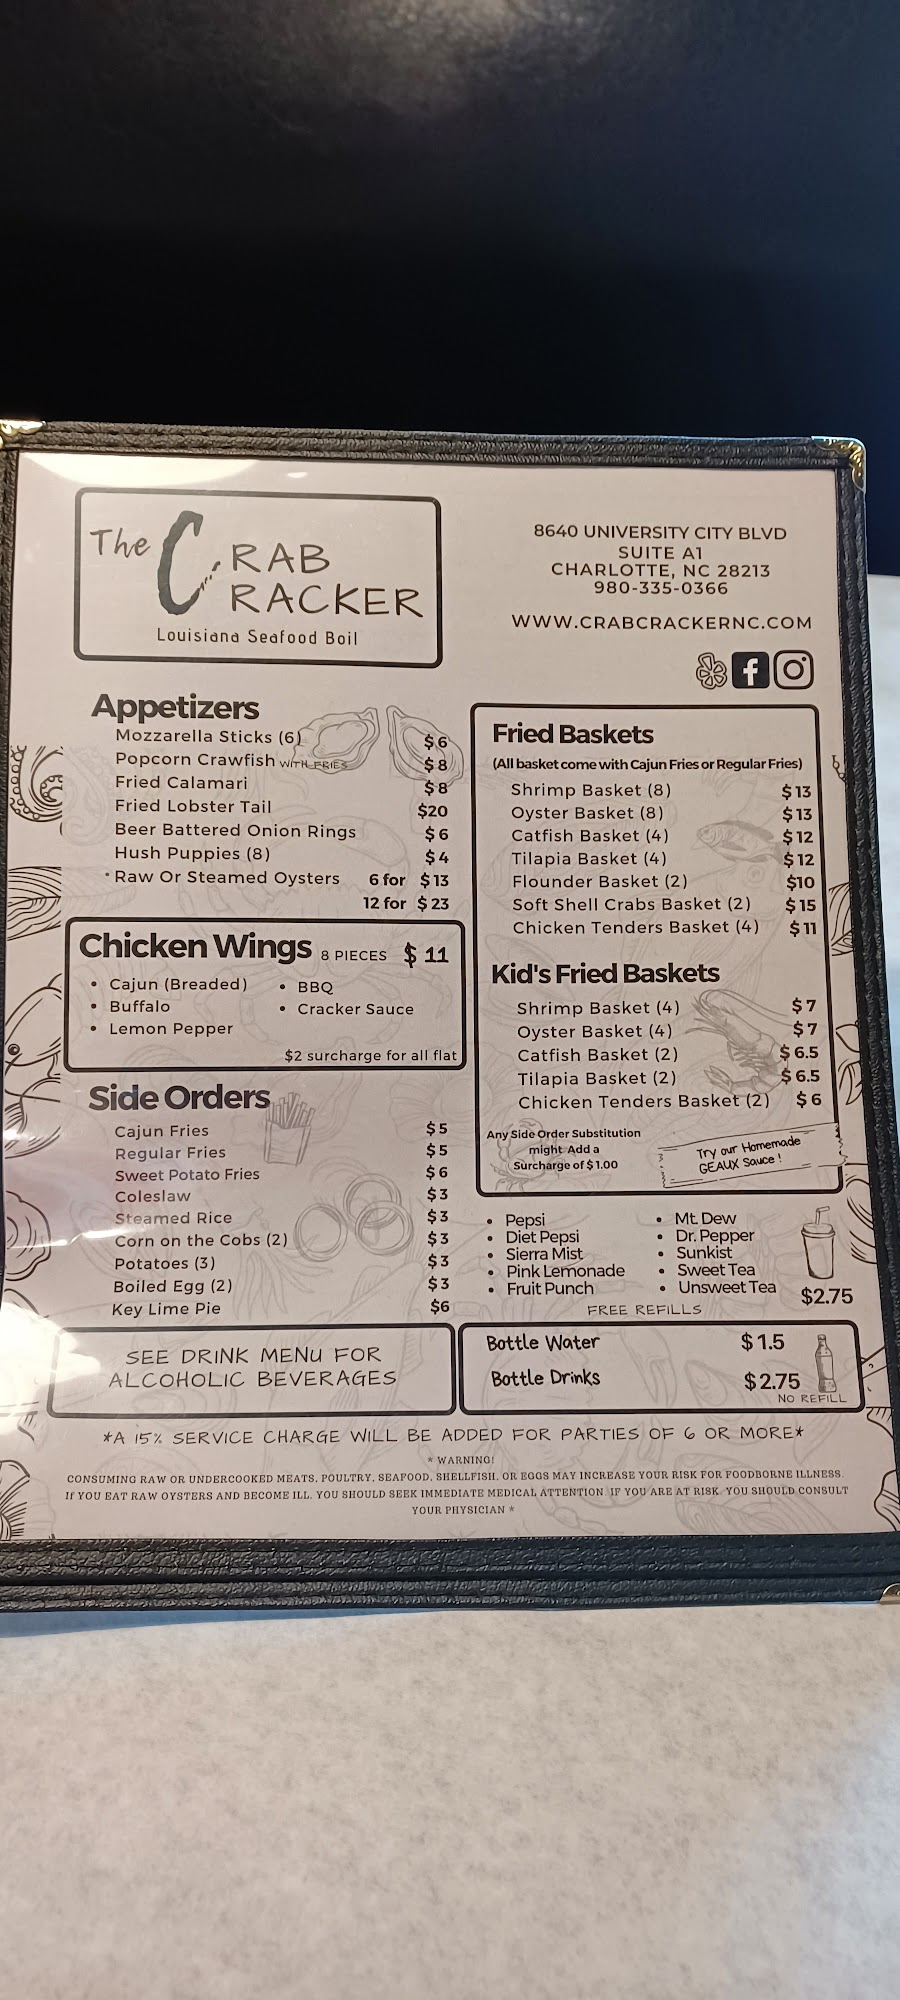 The CRAB
CRACKER
Louisiana Seafood Boil
8640 UNIVERSITY CITY BLVD
SUITE A1
CHARLOTTE, NC 28213
980-335-0366
WWW.CRABCRACKERNC.COM
Appetizers
Mozzarella Sticks (6) $6
Popcorn Crawfish WITH FRIES $8
Fried Calamari $8
Fried Lobster Tail $20
Beer Battered Onion Rings $6
Hush Puppies (8) $4
*Raw Or Steamed Oysters 6 for $13
12 for $23
Chicken Wings 8 PIECES $11
• Cajun (Breaded) • BBQ
• Buffalo • Cracker Sauce
• Lemon Pepper
$2 surcharge for all flat
Side Orders
Cajun Fries $5
Regular Fries $5
Sweet Potato Fries $6
Coleslaw $3
Steamed Rice $3
Corn on the Cobs (2) $3
Potatoes (3) $3
Boiled Egg (2) $3
Key Lime Pie $6
SEE DRINK MENU FOR
ALCOHOLIC BEVERAGES
Fried Baskets
(All basket come with Cajun Fries or Regular Fries)
Shrimp Basket (8) $13
Oyster Basket (8) $13
Catfish Basket (4) $12
Tilapia Basket (4) $12
Flounder Basket (2) $10
Soft Shell Crabs Basket (2) $15
Chicken Tenders Basket (4) $11
Kid's Fried Baskets
Shrimp Basket (4) $7
Oyster Basket (4) $7
Catfish Basket (2) $6.5
Tilapia Basket (2) $6.5
Chicken Tenders Basket (2) $6
Any Side Order Substitution
might Add a
Surcharge of $1.00
Try our Homemade
GEAUX Sauce!
• Pepsi • Mt. Dew
• Diet Pepsi • Dr. Pepper
• Sierra Mist • Sunkist
• Pink Lemonade • Sweet Tea
• Fruit Punch • Unsweet Tea $2.75
FREE REFILLS
Bottle Water $1.5
Bottle Drinks $2.75
NO REFILL
*A 15% SERVICE CHARGE WILL BE ADDED FOR PARTIES OF 6 OR MORE*
* WARNING!
CONSUMING RAW OR UNDERCOOKED MEATS, POULTRY, SEAFOOD, SHELLFISH, OR EGGS MAY INCREASE YOUR RISK FOR FOODBORNE ILLNESS.
If YOU EAT RAW OYSTERS AND BECOME ILL, YOU SHOULD SEEK IMMEDIATE MEDICAL ATTENTION. IF YOU ARE AT RISK, YOU SHOULD CONSULT
YOUR PHYSICIAN *